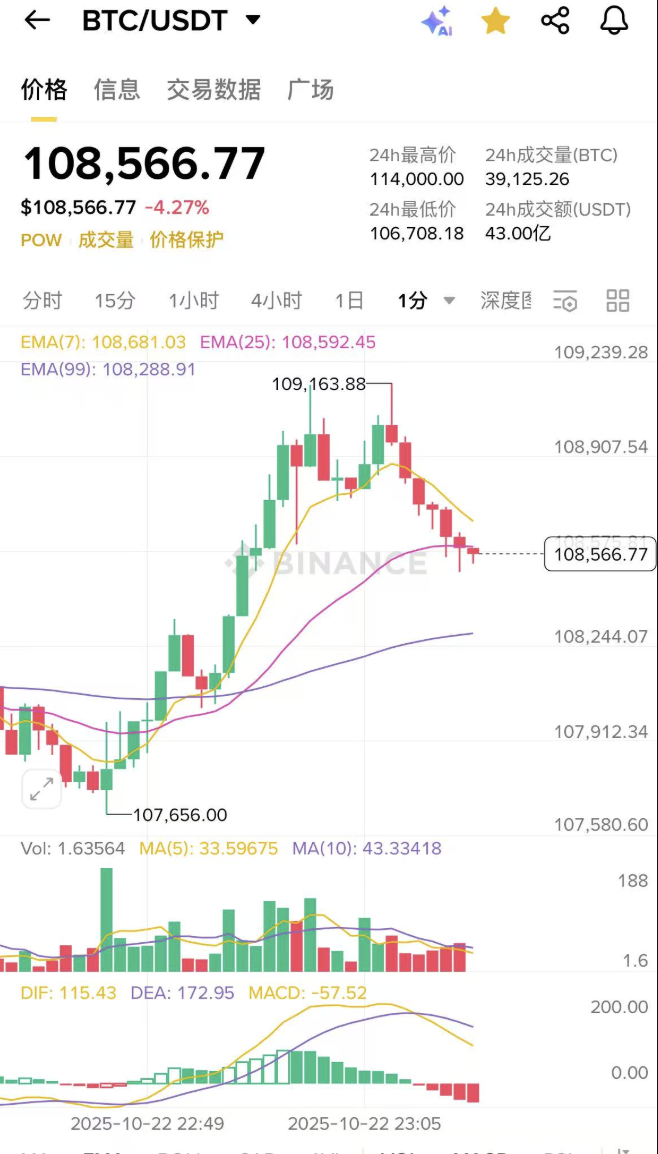 BTC/USDT
AI
价格 信息 交易数据 广场
108,566.77
$108,566.77 -4.27%
POW 成交量 价格保护
24h最高价 24h成交量(BTC)
114,000.00 39,125.26
24h最低价 24h成交额(USDT)
106,708.18 43.00亿
分时 15分 1小时 4小时 1日 1分 深度图
EMA(7): 108,681.03 EMA(25): 108,592.45
EMA(99): 108,288.91
109,239.28
109,163.88
108,907.54
108,575.81
108,566.77
BINANCE
108,244.07
107,912.34
107,656.00
107,580.60
Vol: 1.63564 MA(5): 33.59675 MA(10): 43.33418
188
1.6
DIF: 115.43 DEA: 172.95 MACD: -57.52
200.00
0.00
2025-10-22 22:49 2025-10-22 23:05